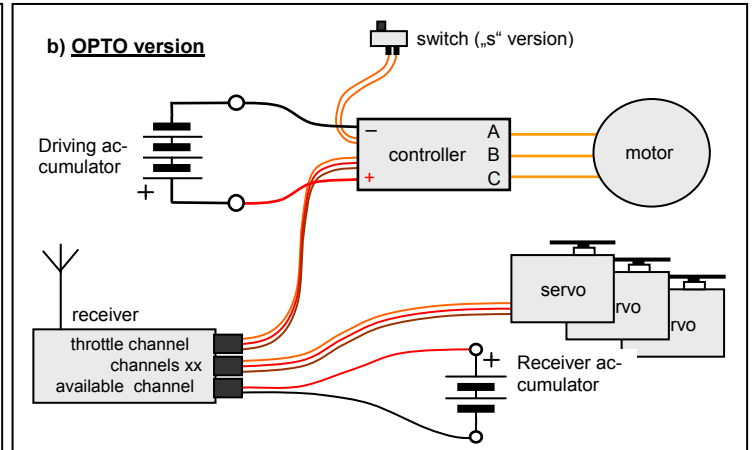 b) OPTO version
switch („s“ version)
Driving ac-
cumulator
+
–
+
controller
A
B
C
motor
receiver
throttle channel
channels xx
available channel
servo
rvo
rvo
+
Receiver ac-
cumulator